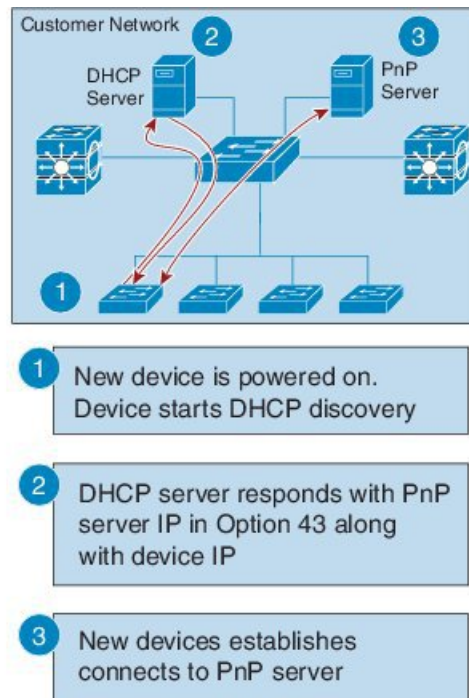 Customer Network
2
3
DHCP
Server
PnP
Server
1
1
New device is powered on.
Device starts DHCP discovery
2
DHCP server responds with PnP
server IP in Option 43 along
with device IP
3
New devices establishes
connects to PnP server